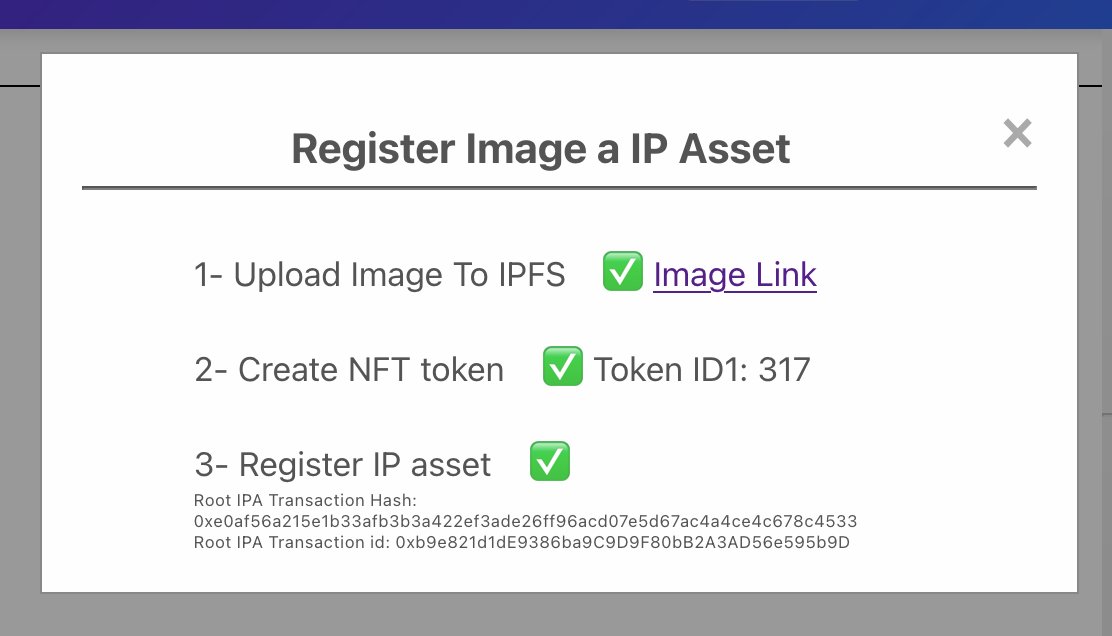 Register Image a IP Asset
1- Upload Image To IPFS ✅ Image Link
2- Create NFT token ✅ Token ID1: 317
3- Register IP asset ✅
Root IPA Transaction Hash:
0xe0af56a215e1b33afb3b3a422ef3ade26ff96acd07e5d67ac4a4ce4c678c4533
Root IPA Transaction id: 0xb9e821d1dE9386ba9C9D9F80bB2A3AD56e595b9D